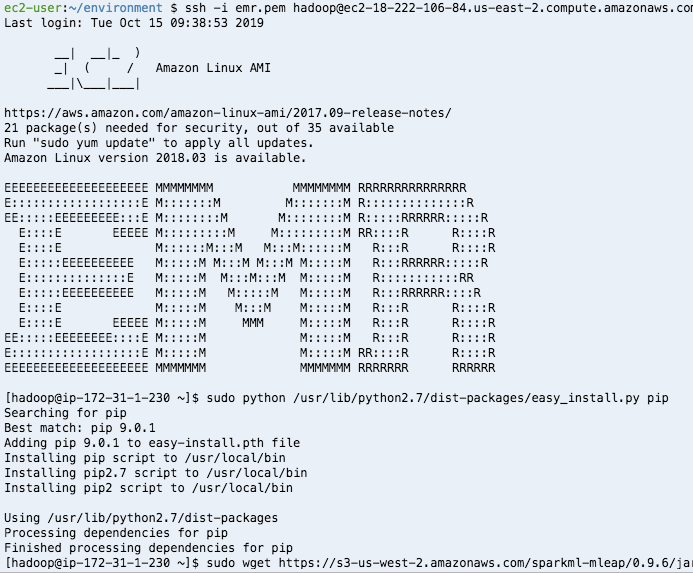 ec2-user:~/environment $ ssh -i emr.pem hadoop@ec2-18-222-106-84.us-east-2.compute.amazonaws.com
Last login: Tue Oct 15 09:38:53 2019
       __|  __|_  )
       _|  (     /   Amazon Linux AMI
      ___|\___|___|
https://aws.amazon.com/amazon-linux-ami/2017.09-release-notes/
21 package(s) needed for security, out of 35 available
Run "sudo yum update" to apply all updates.
Amazon Linux version 2018.03 is available.
EEEEEEEEEEEEEEEEEEEE MMMMMMMM           MMMMMMMM RRRRRRRRRRRRRRR
E::::::::::::::::::E M:::::::M         M:::::::M R::::::::::::::R
EE:::::EEEEEEEEE:::E M::::::::M       M::::::::M R:::::RRRRRR:::::R
  E::::E       EEEEE M:::::::::M     M:::::::::M RR::::R      R::::R
  E::::E             M::::::M:::M   M:::M::::::M   R:::R      R::::R
  E:::::EEEEEEEEEE   M:::::M M:::M M:::M M:::::M   R:::RRRRRR:::::R
  E::::::::::::::E   M:::::M  M:::M:::M  M:::::M   R:::::::::::RR
  E:::::EEEEEEEEEE   M:::::M   M:::::M   M:::::M   R:::RRRRRR::::R
  E::::E             M:::::M    M:::M    M:::::M   R:::R      R::::R
  E::::E       EEEEE M:::::M     MMM     M:::::M   R:::R      R::::R
EE:::::EEEEEEEE::::E M:::::M             M:::::M   R:::R      R::::R
E::::::::::::::::::E M:::::M             M:::::M RR::::R      R::::R
EEEEEEEEEEEEEEEEEEEE MMMMMMM             MMMMMMM RRRRRRR      RRRRRR
[hadoop@ip-172-31-1-230 ~]$ sudo python /usr/lib/python2.7/dist-packages/easy_install.py pip
Searching for pip
Best match: pip 9.0.1
Adding pip 9.0.1 to easy-install.pth file
Installing pip script to /usr/local/bin
Installing pip2.7 script to /usr/local/bin
Installing pip2 script to /usr/local/bin
Using /usr/lib/python2.7/dist-packages
Processing dependencies for pip
Finished processing dependencies for pip
[hadoop@ip-172-31-1-230 ~]$ sudo wget https://s3-us-west-2.amazonaws.com/sparkml-mleap/0.9.6/jar